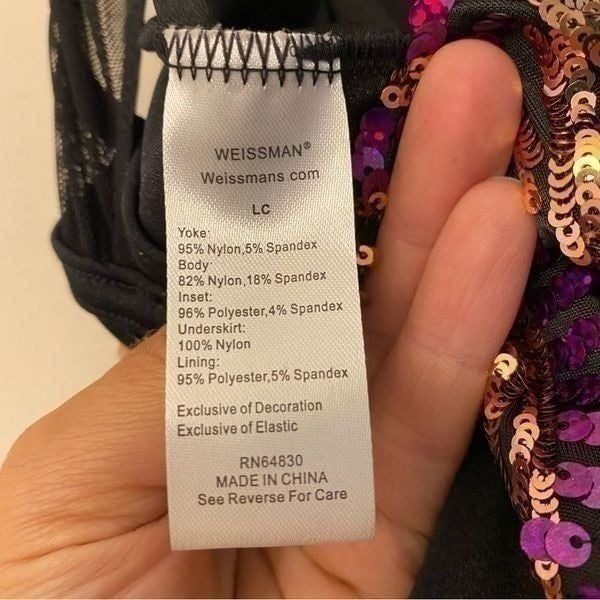 WEISSMAN®
Weissmans com
LC
Yoke:
95% Nylon,5% Spandex
Body
82% Nylon,18% Spandex
Inset:
96% Polyester,4% Spandex
Underskirt:
100% Nylon
Lining:
95% Polyester,5% Spandex
Exclusive of Decoration
Exclusive of Elastic
RN64830
MADE IN CHINA
See Reverse For Care